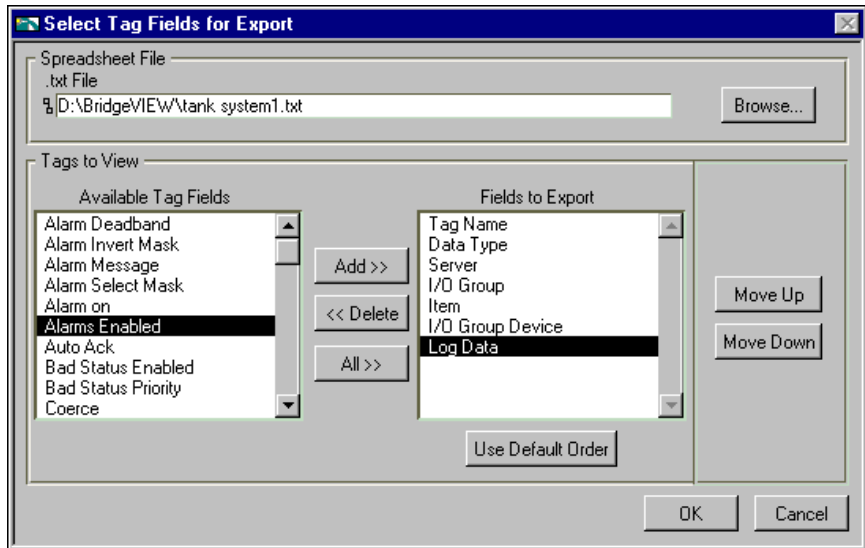 Select Tag Fields for Export
Spreadsheet File
.txt File
D:\BridgeVIEW\tank system1.txt
Browse...
Tags to View
Available Tag Fields
Alarm Deadband
Alarm Invert Mask
Alarm Message
Alarm Select Mask
Alarm on
Alarms Enabled
Auto Ack
Bad Status Enabled
Bad Status Priority
Coerce
Add >>
<< Delete
All >>
Fields to Export
Tag Name
Data Type
Server
I/O Group
Item
I/O Group Device
Log Data
Use Default Order
Move Up
Move Down
OK
Cancel